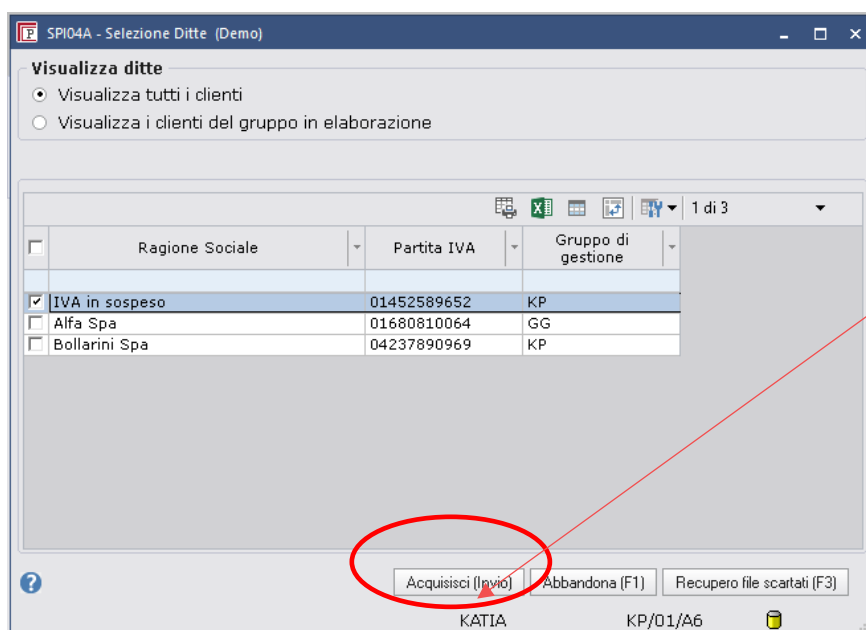 SPI04A - Selezione Ditte (Demo)
Visualizza ditte
Visualizza tutti i clienti
Visualizza i clienti del gruppo in elaborazione
1 di 3
Ragione Sociale Partita IVA Gruppo di gestione
IVA in sospeso 01452589652 KP
Alfa Spa 01680810064 GG
Bollarini Spa 04237890969 KP
Acquisisci (Invio) Abbandona (F1) Recupero file scartati (F3)
KATIA KP/01/A6